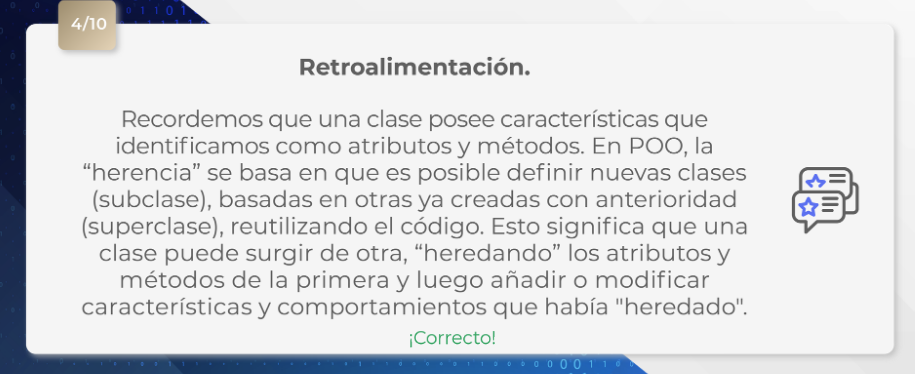 4/10
Retroalimentación.
Recordemos que una clase posee características que
identificamos como atributos y métodos. En POO, la
“herencia” se basa en que es posible definir nuevas clases
(subclase), basadas en otras ya creadas con anterioridad
(superclase), reutilizando el código. Esto significa que una
clase puede surgir de otra, “heredando” los atributos y
métodos de la primera y luego añadir o modificar
características y comportamientos que había "heredado".
¡Correcto!